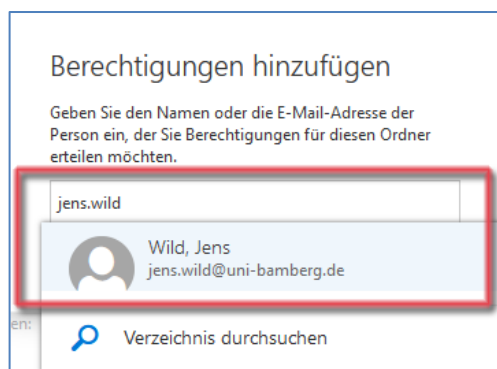 Berechtigungen hinzufügen
Geben Sie den Namen oder die E-Mail-Adresse der
Person ein, der Sie Berechtigungen für diesen Ordner
erteilen möchten.
jens.wild
Wild, Jens
jens.wild@uni-bamberg.de
en:
Verzeichnis durchsuchen